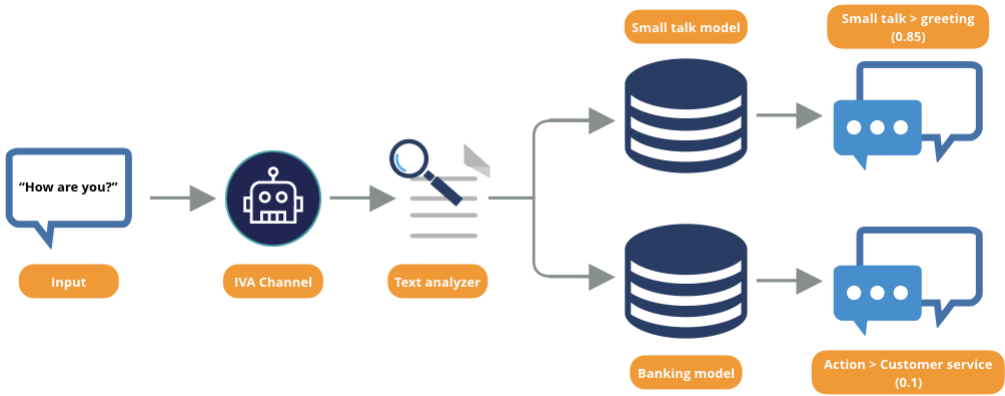 “How are you?”
Input
IVA Channel
Text analyzer
Small talk model
Small talk > greeting
(0.85)
Banking model
Action > Customer service
(0.1)